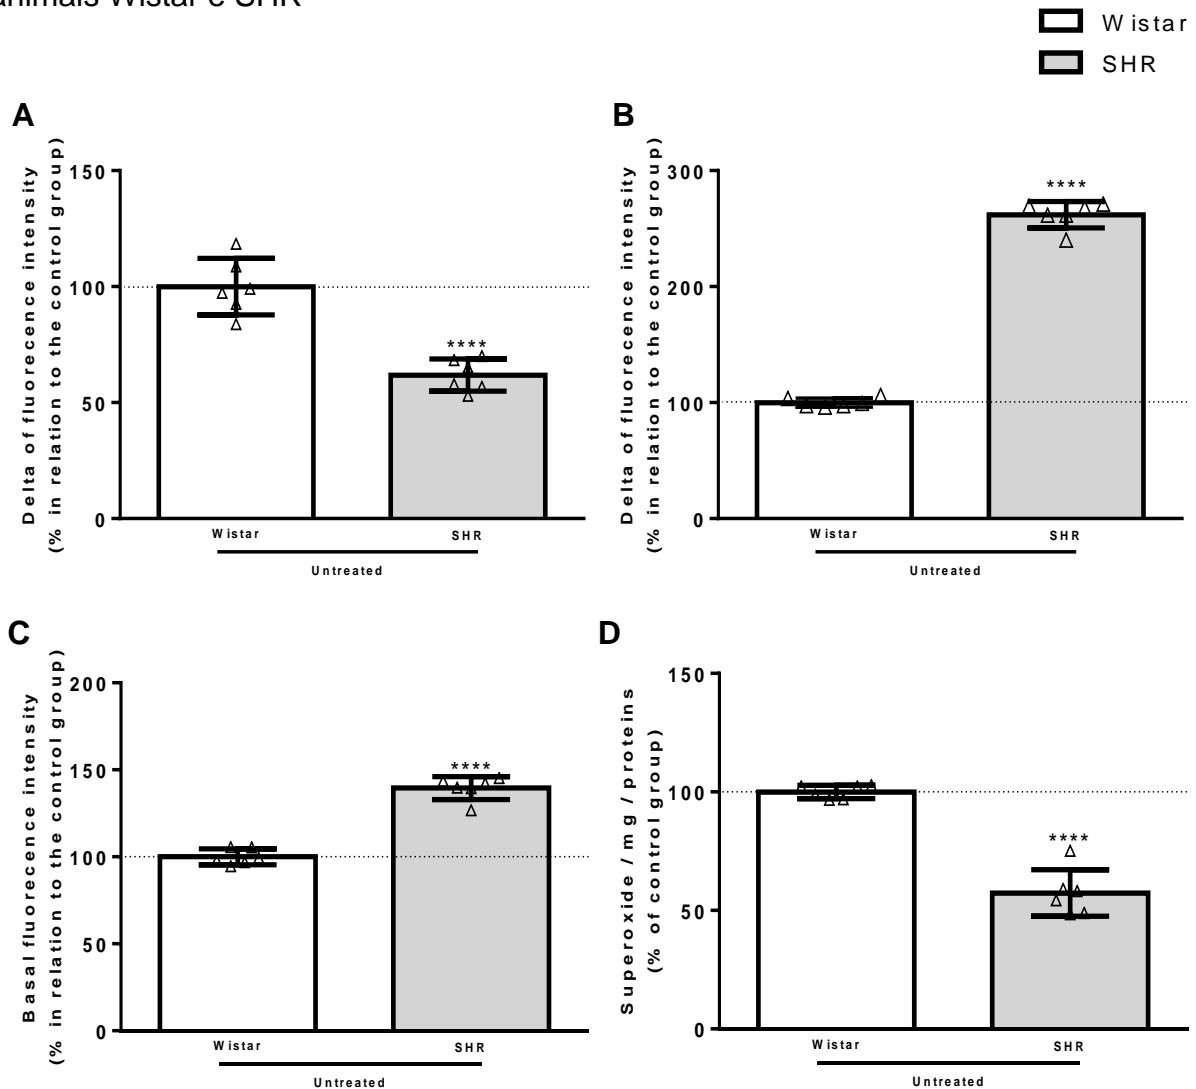 animais Wistar e SHR
Wistar
SHR
A
Delta of fluorecence intensity
(% in relation to the control group)
150
100
50
0
****
Wistar
SHR
Untreated
B
Delta of fluorecence intensity
(% in relation to the control group)
300
200
100
0
****
Wistar
SHR
Untreated
C
Basal fluorecence intensity
(% in relation to the control group)
200
150
100
50
0
****
Wistar
SHR
Untreated
D
Superoxide / mg / proteins
(% of control group)
150
100
50
0
****
Wistar
SHR
Untreated